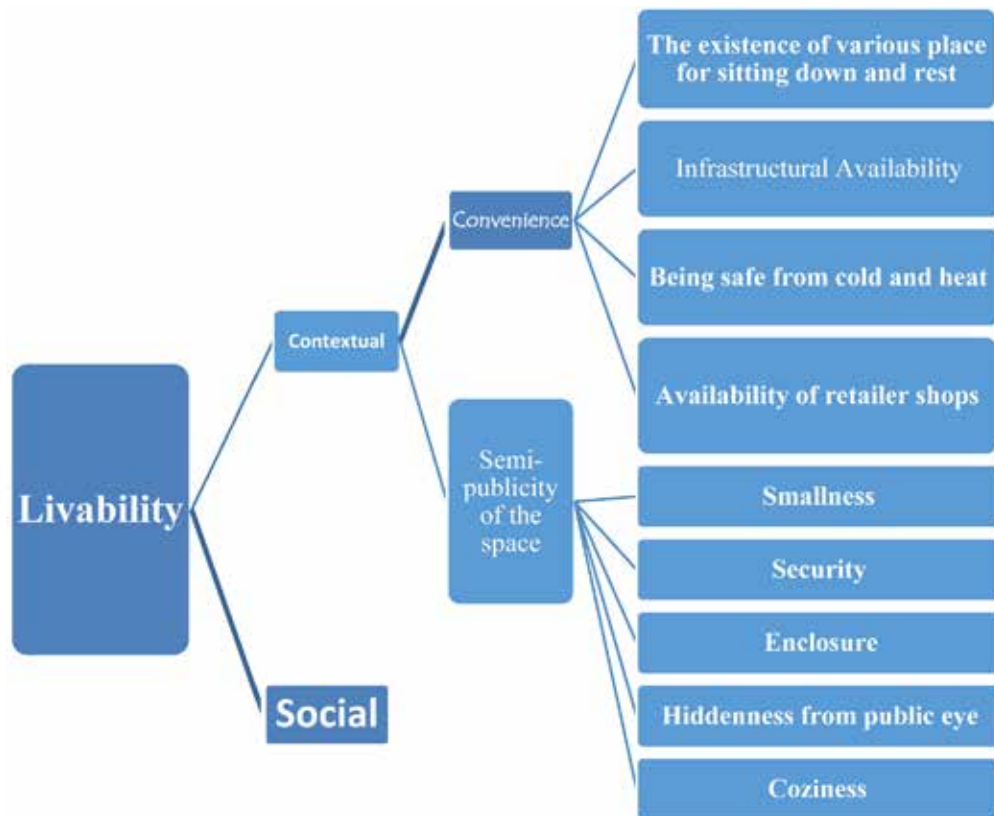 The existence of various place
for sitting down and rest
Infrastructural Availability
Convenience
Being safe from cold and heat
Contextual
Availability of retailer shops
Livability
Semi-
publicity
of the
space
Smallness
Security
Enclosure
Social
Hiddenness from public eye
Coziness